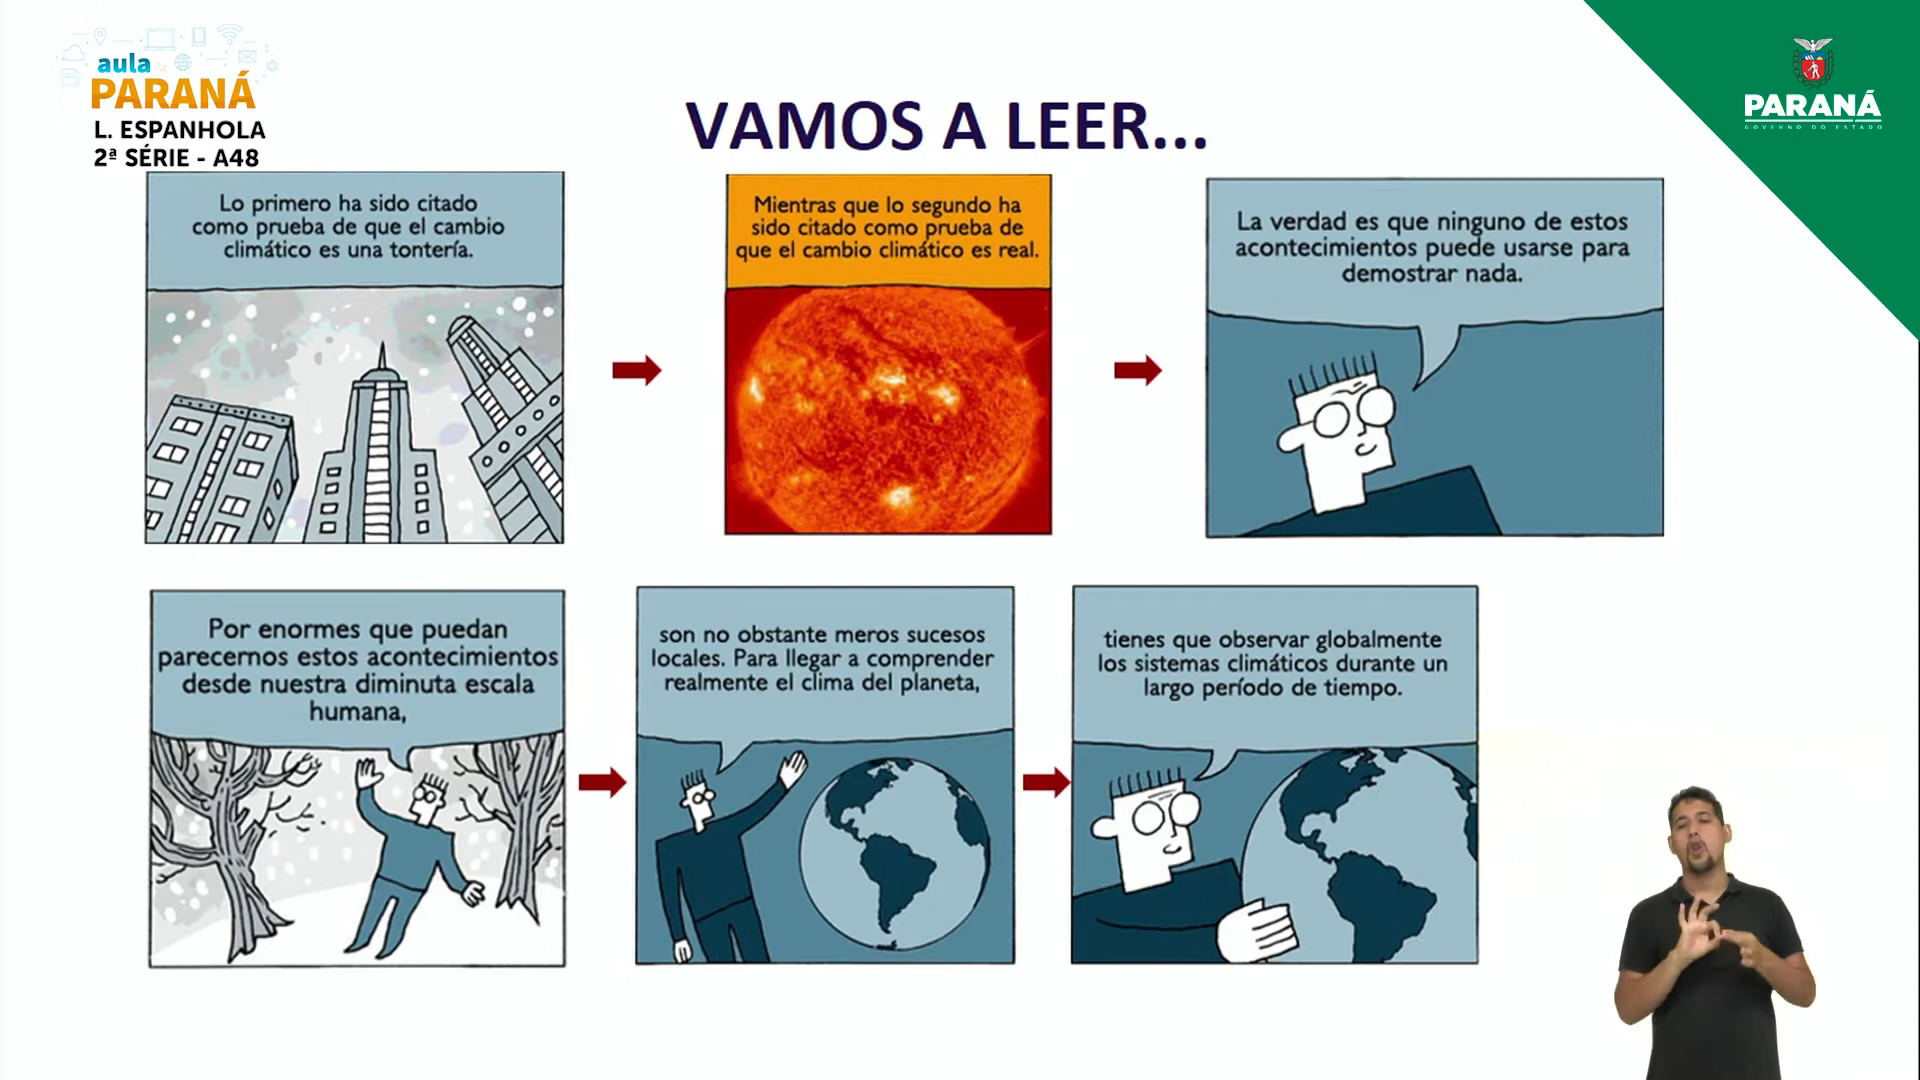 aula
PARANÁ
L. ESPANHOLA
2ª SÉRIE - A48
VAMOS A LEER...
PARANÁ
GOVERNO DO ESTADO
Lo primero ha sido citado
como prueba de que el cambio
climático es una tontería.
Mientras que lo segundo ha
sido citado como prueba de
que el cambio climático es real.
La verdad es que ninguno de estos
acontecimientos puede usarse para
demostrar nada.
Por enormes que puedan
parecernos estos acontecimientos
desde nuestra diminuta escala
humana,
son no obstante meros sucesos
locales. Para llegar a comprender
realmente el clima del planeta,
tienes que observar globalmente
los sistemas climáticos durante un
largo período de tiempo.